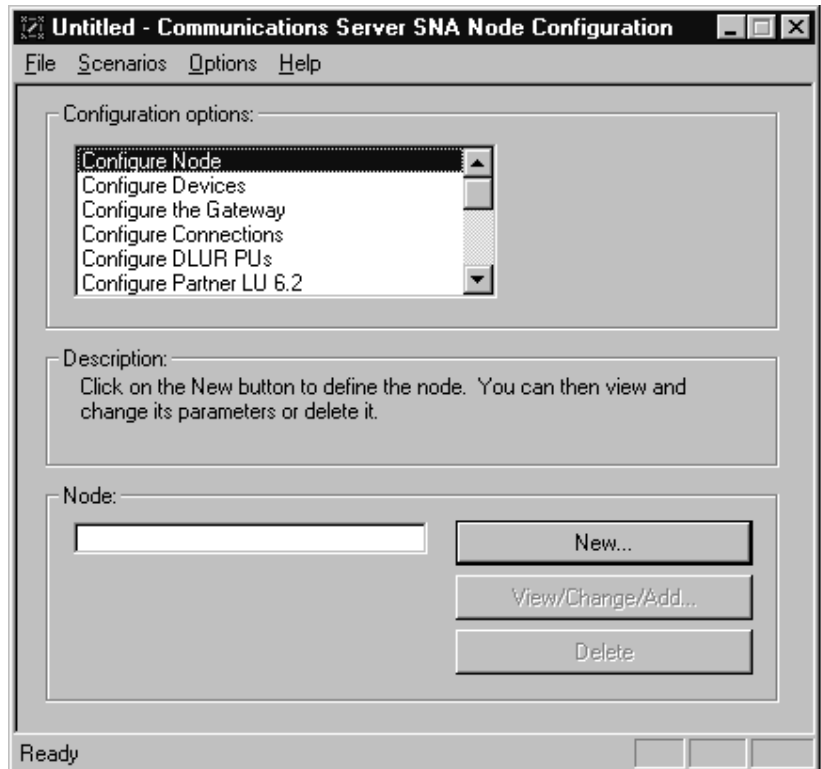 Untitled - Communications Server SNA Node Configuration
File Scenarios Options Help
Configuration options:
Configure Node
Configure Devices
Configure the Gateway
Configure Connections
Configure DLUR PUs
Configure Partner LU 6.2
Description:
Click on the New button to define the node. You can then view and
change its parameters or delete it.
Node:
New...
View/Change/Add...
Delete
Ready